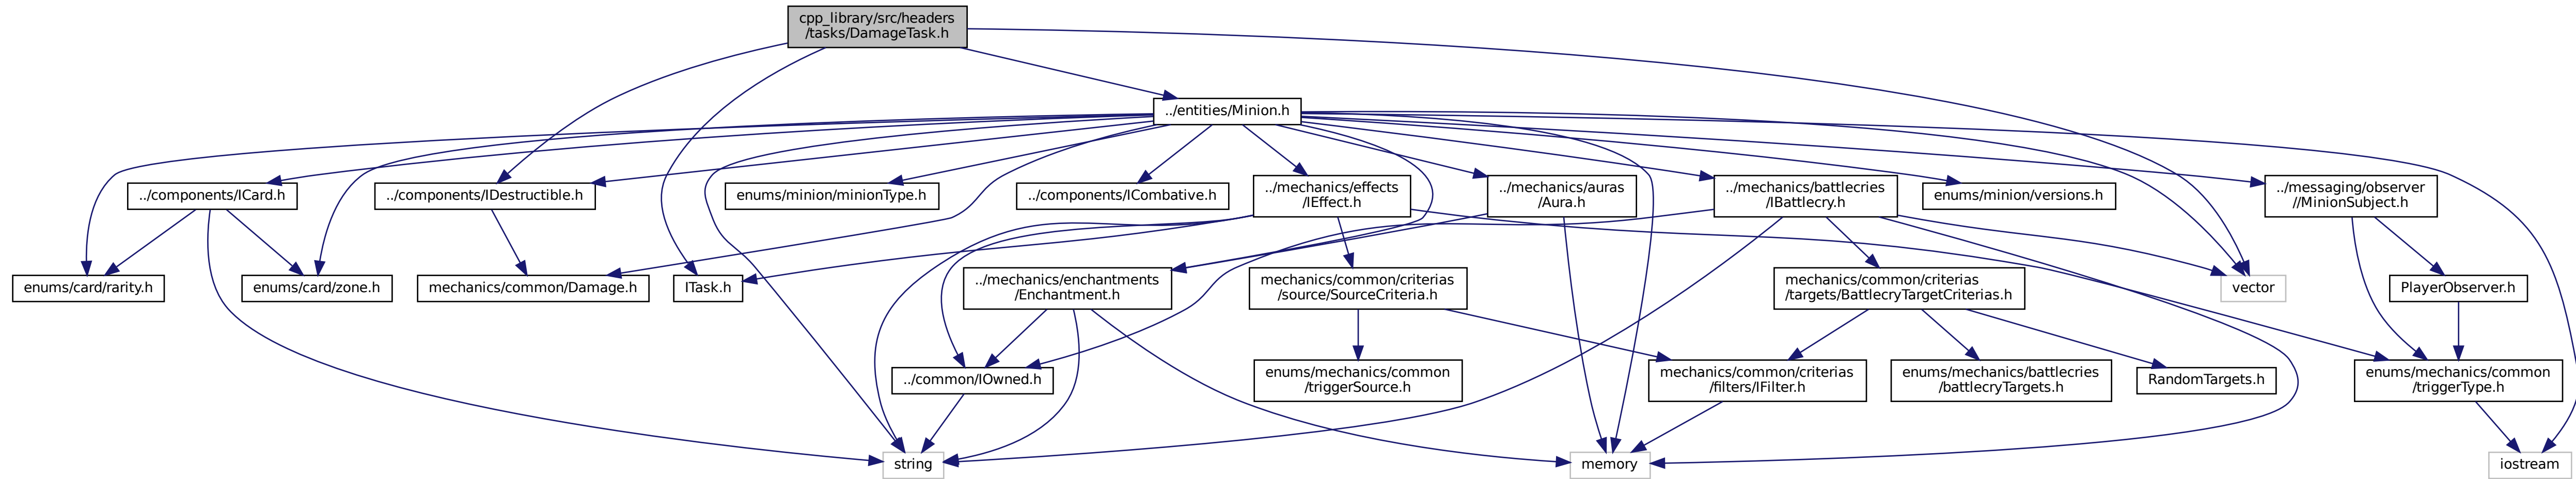 cpp_library/src/headers
/tasks/DamageTask.h
../entities/Minion.h
../components/ICard.h
../components/IDestructible.h
enums/minion/minionType.h
../components/ICombative.h
../mechanics/effects
/IEffect.h
../mechanics/auras
/Aura.h
../mechanics/battlecries
/IBattlecry.h
enums/minion/versions.h
../messaging/observer
//MinionSubject.h
enums/card/rarity.h
enums/card/zone.h
mechanics/common/Damage.h
ITask.h
../mechanics/enchantments
/Enchantment.h
mechanics/common/criterias
/source/SourceCriteria.h
mechanics/common/criterias
/targets/BattlecryTargetCriterias.h
vector
PlayerObserver.h
../common/IOwned.h
enums/mechanics/common
/triggerSource.h
mechanics/common/criterias
/filters/IFilter.h
enums/mechanics/battlecries
/battlecryTargets.h
RandomTargets.h
enums/mechanics/common
/triggerType.h
string
memory
iostream